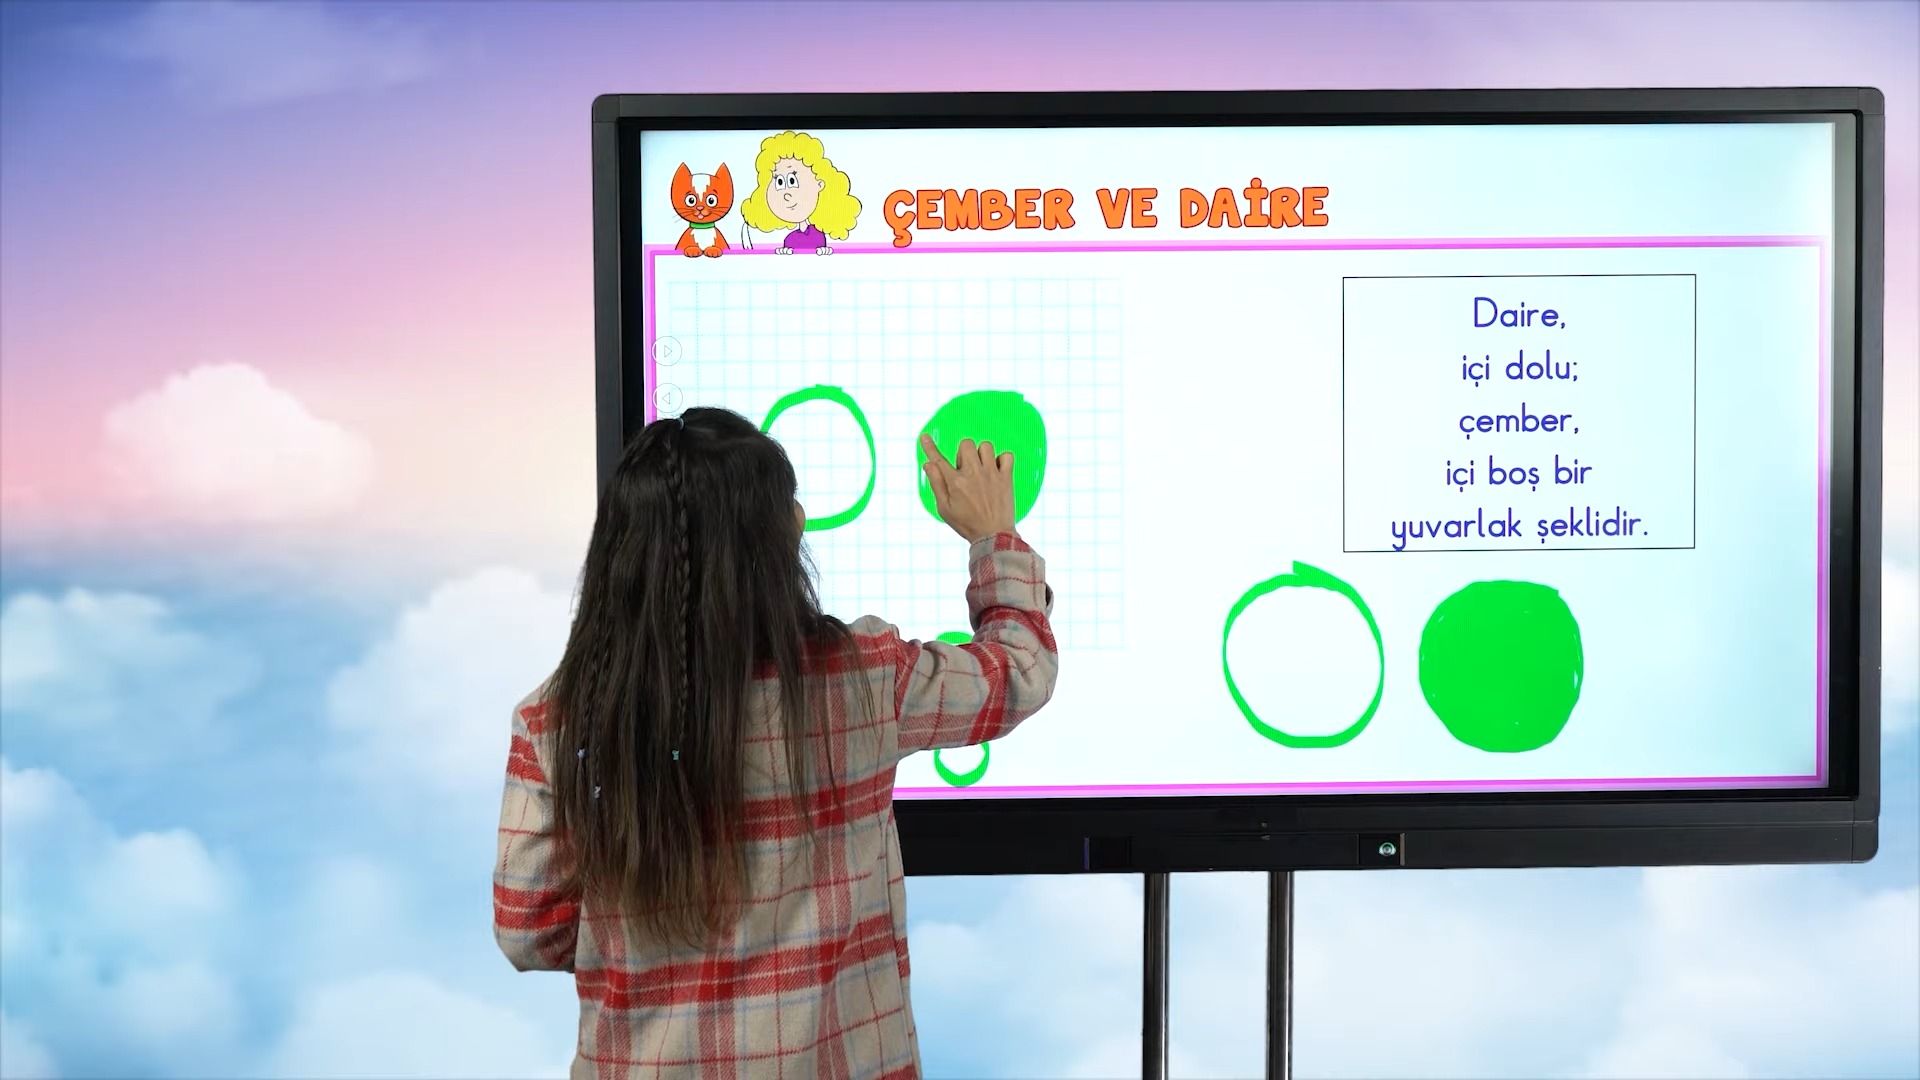 ÇEMBER VE DAİRE
Daire,
içi dolu;
çember,
içi boş bir
yuvarlak şeklidir.